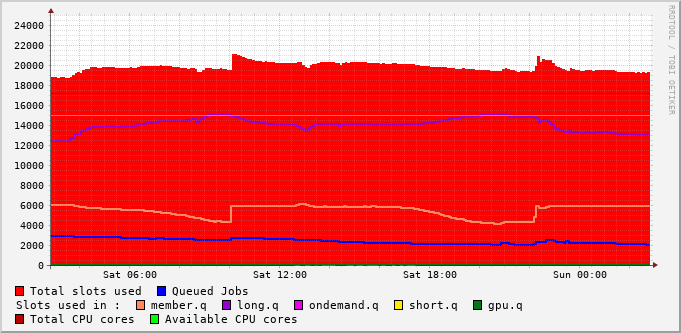 24000
22000
20000
18000
16000
14000
12000
10000
8000
6000
4000
2000
0
Sat 06:00 Sat 12:00 Sat 18:00 Sun 00:00
Total slots used Queued Jobs
Slots used in : member.q long.q ondemand.q short.q gpu.q
Total CPU cores Available CPU cores
RRDTOOL / TOBI OETIKER